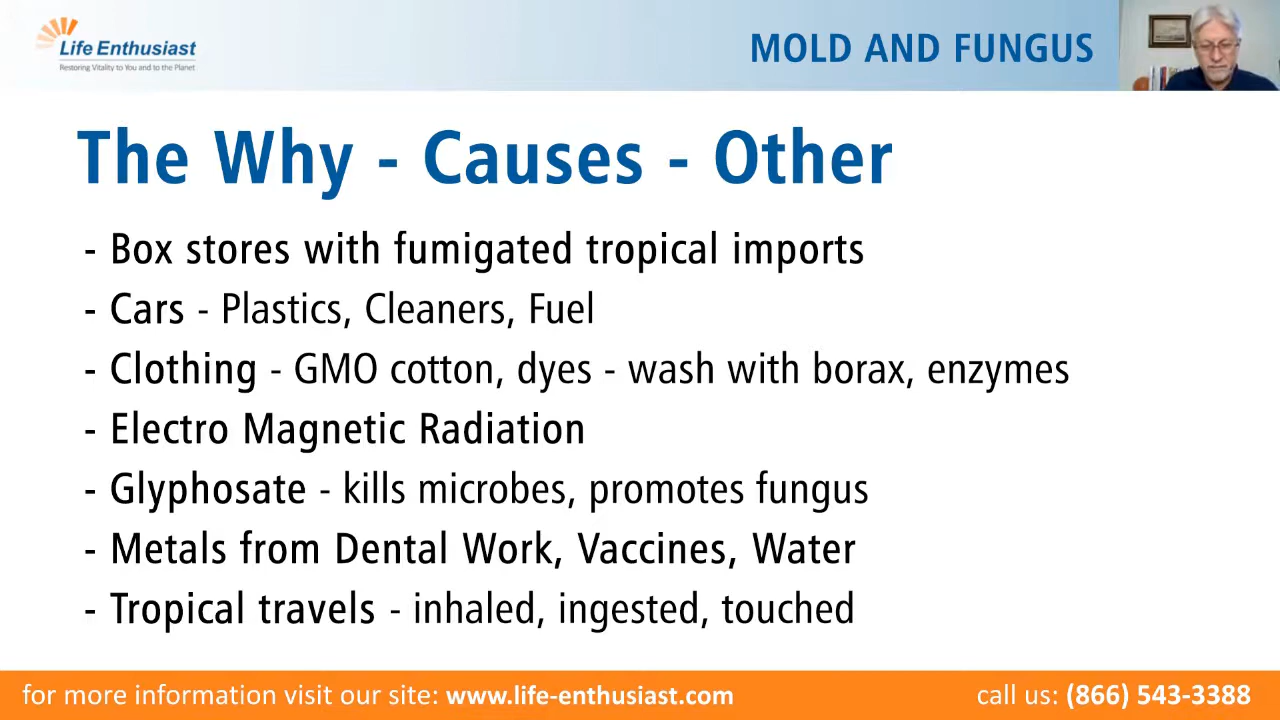 Life Enthusiast
Restoring Vitality to You and to the Planet
MOLD AND FUNGUS
The Why - Causes - Other
- Box stores with fumigated tropical imports
- Cars - Plastics, Cleaners, Fuel
- Clothing - GMO cotton, dyes - wash with borax, enzymes
- Electro Magnetic Radiation
- Glyphosate - kills microbes, promotes fungus
- Metals from Dental Work, Vaccines, Water
- Tropical travels - inhaled, ingested, touched
for more information visit our site: www.life-enthusiast.com
call us: (866) 543-3388